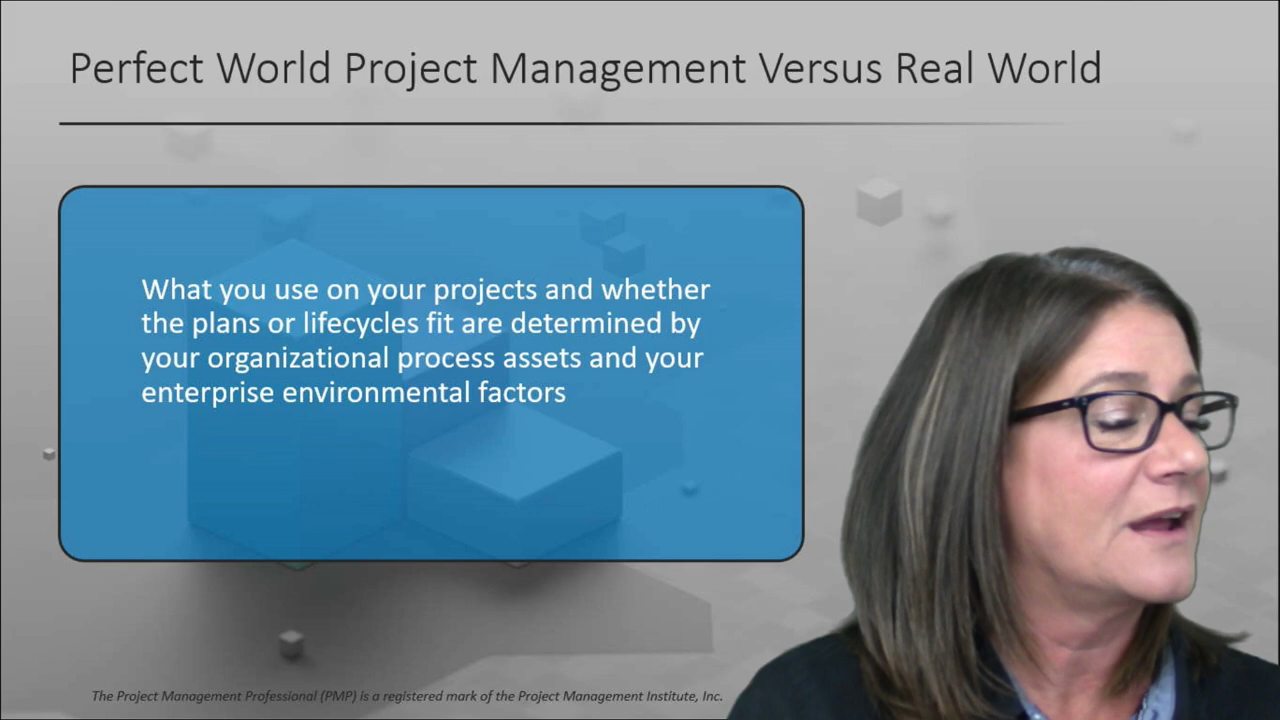 Perfect World Project Management Versus Real World
What you use on your projects and whether
the plans or lifecycles fit are determined by
your organizational process assets and your
enterprise environmental factors
The Project Management Professional (PMP) is a registered mark of the Project Management Institute, Inc.